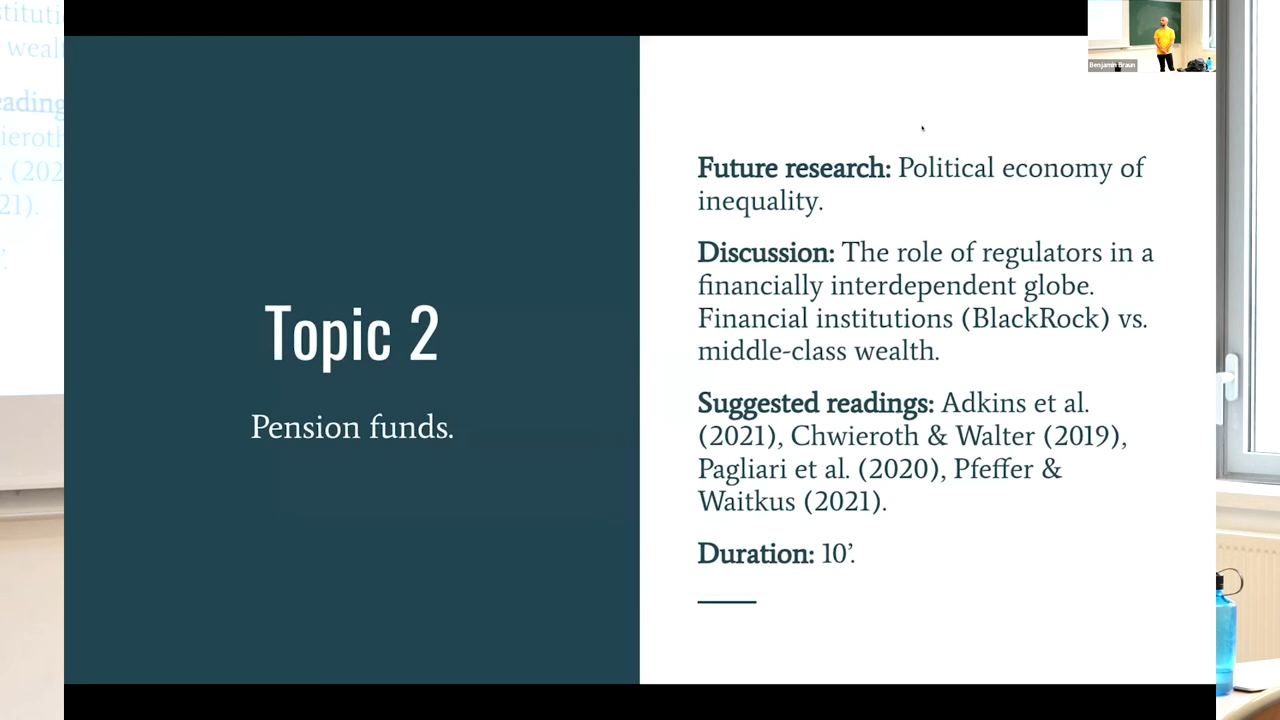 Benjamin Braun
Topic 2
Pension funds.
Future research: Political economy of
inequality.
Discussion: The role of regulators in a
financially interdependent globe.
Financial institutions (BlackRock) vs.
middle-class wealth.
Suggested readings: Adkins et al.
(2021), Chwieroth & Walter (2019),
Pagliari et al. (2020), Pfeffer &
Waitkus (2021).
Duration: 10’.